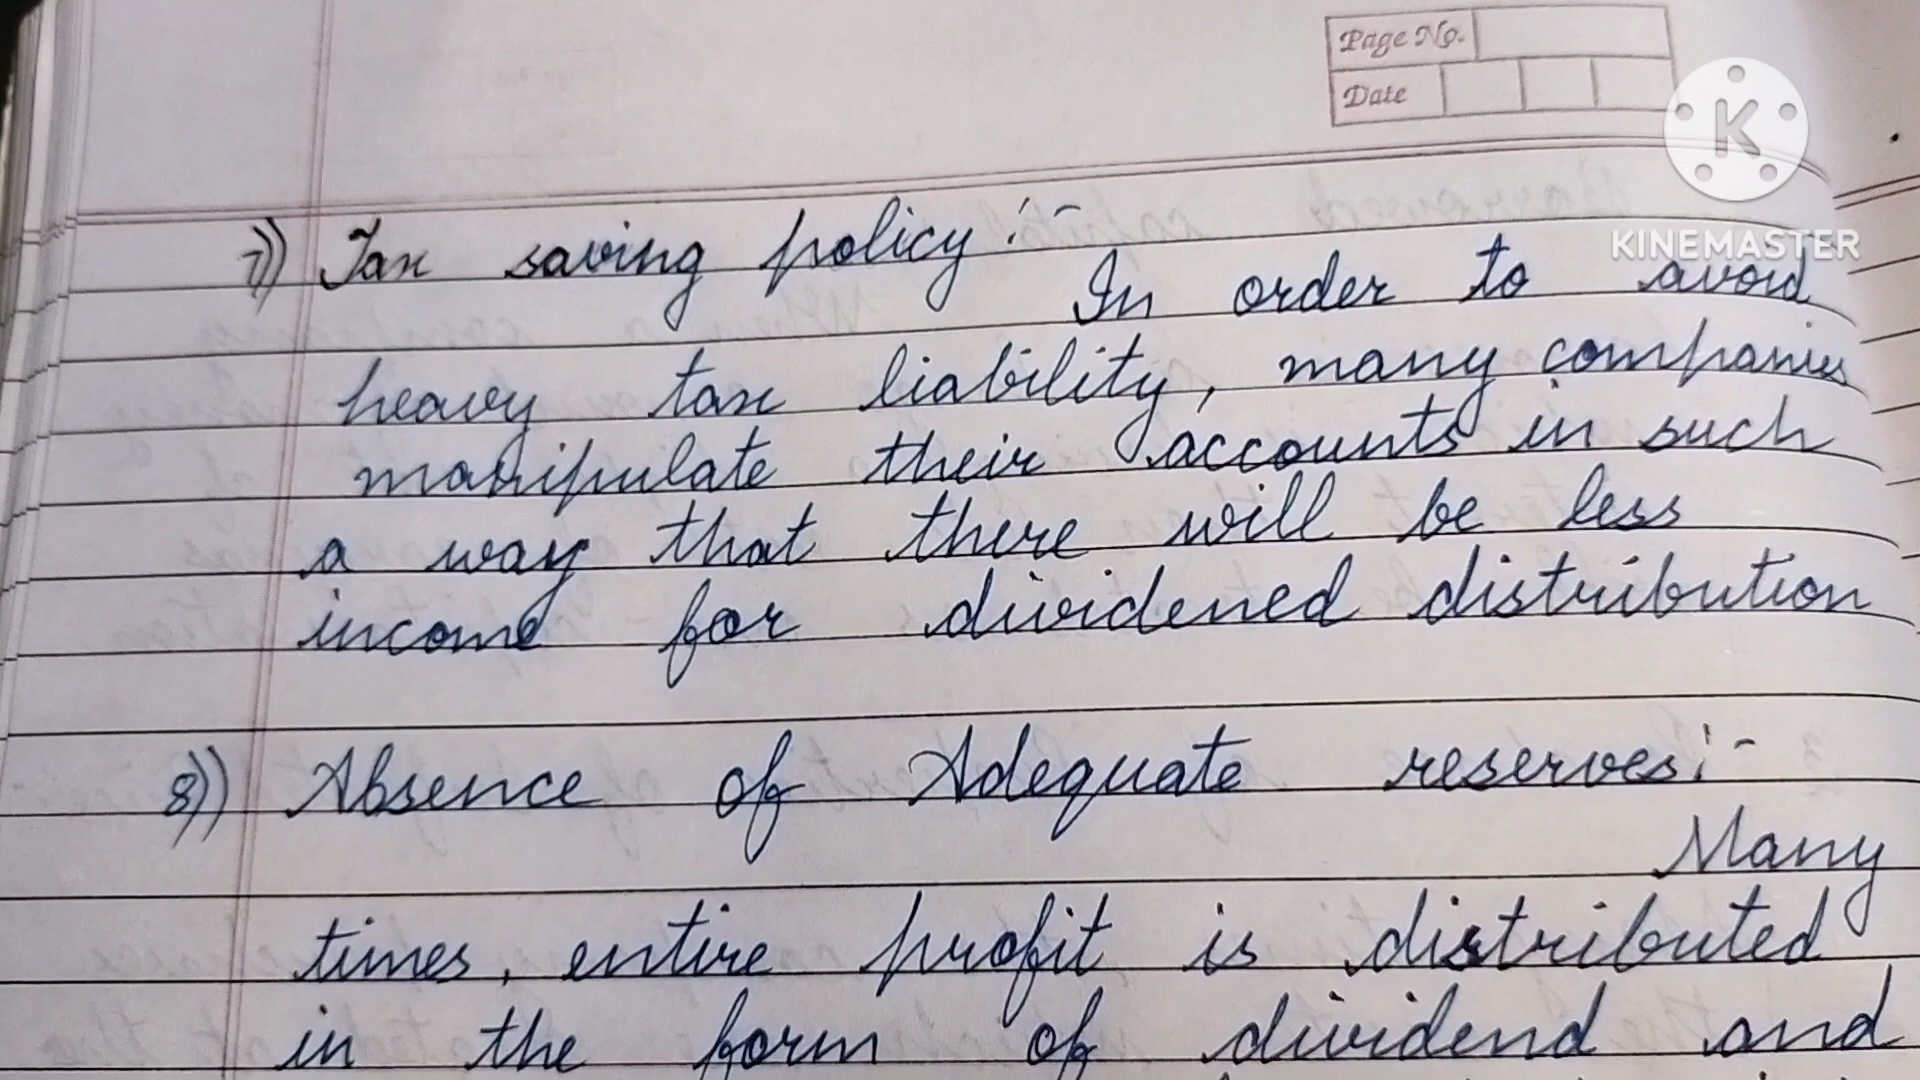 Page No.
Date
K
KINEMASTER
7)) Tax saving policy :-
In order to avoid
heavy tax liability, many companies
manipulate their accounts in such
a way that there will be less
income for dividened distribution
8)) Absence of Adequate reserves :-
Many
times, entire profit is distributed
in the form of dividend and